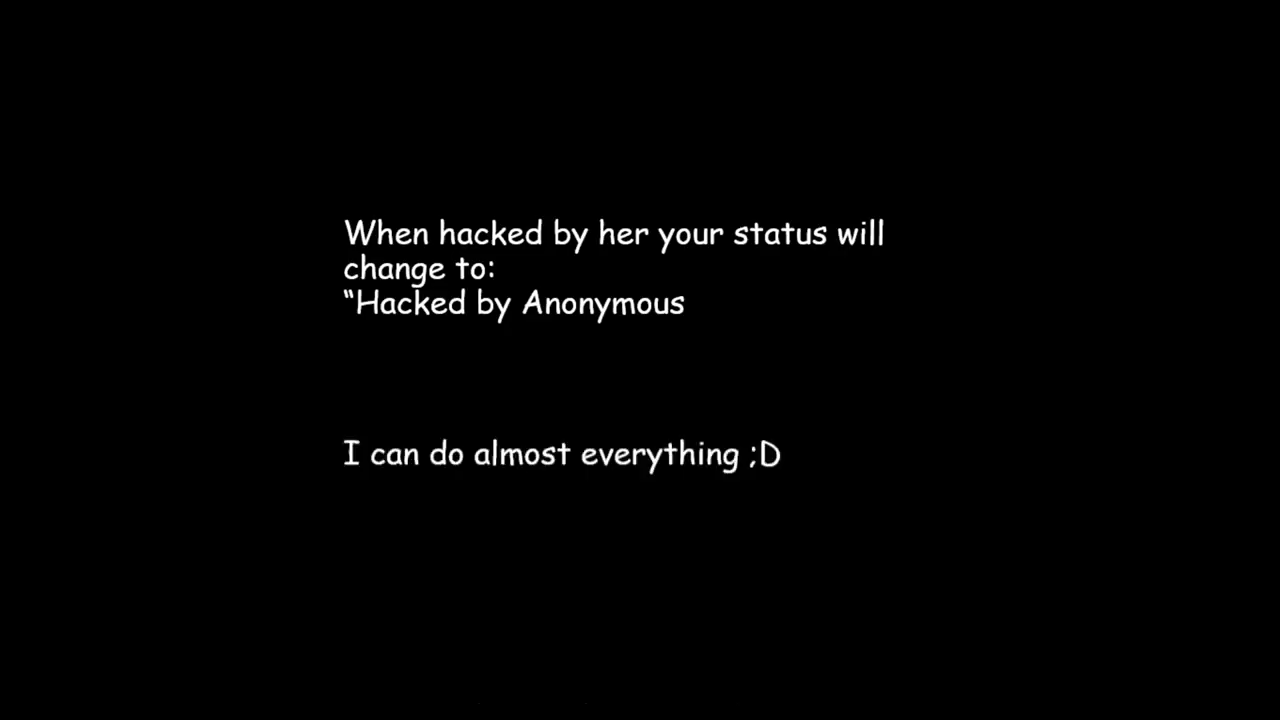 When hacked by her your status will
change to:
“Hacked by Anonymous
I can do almost everything ;D